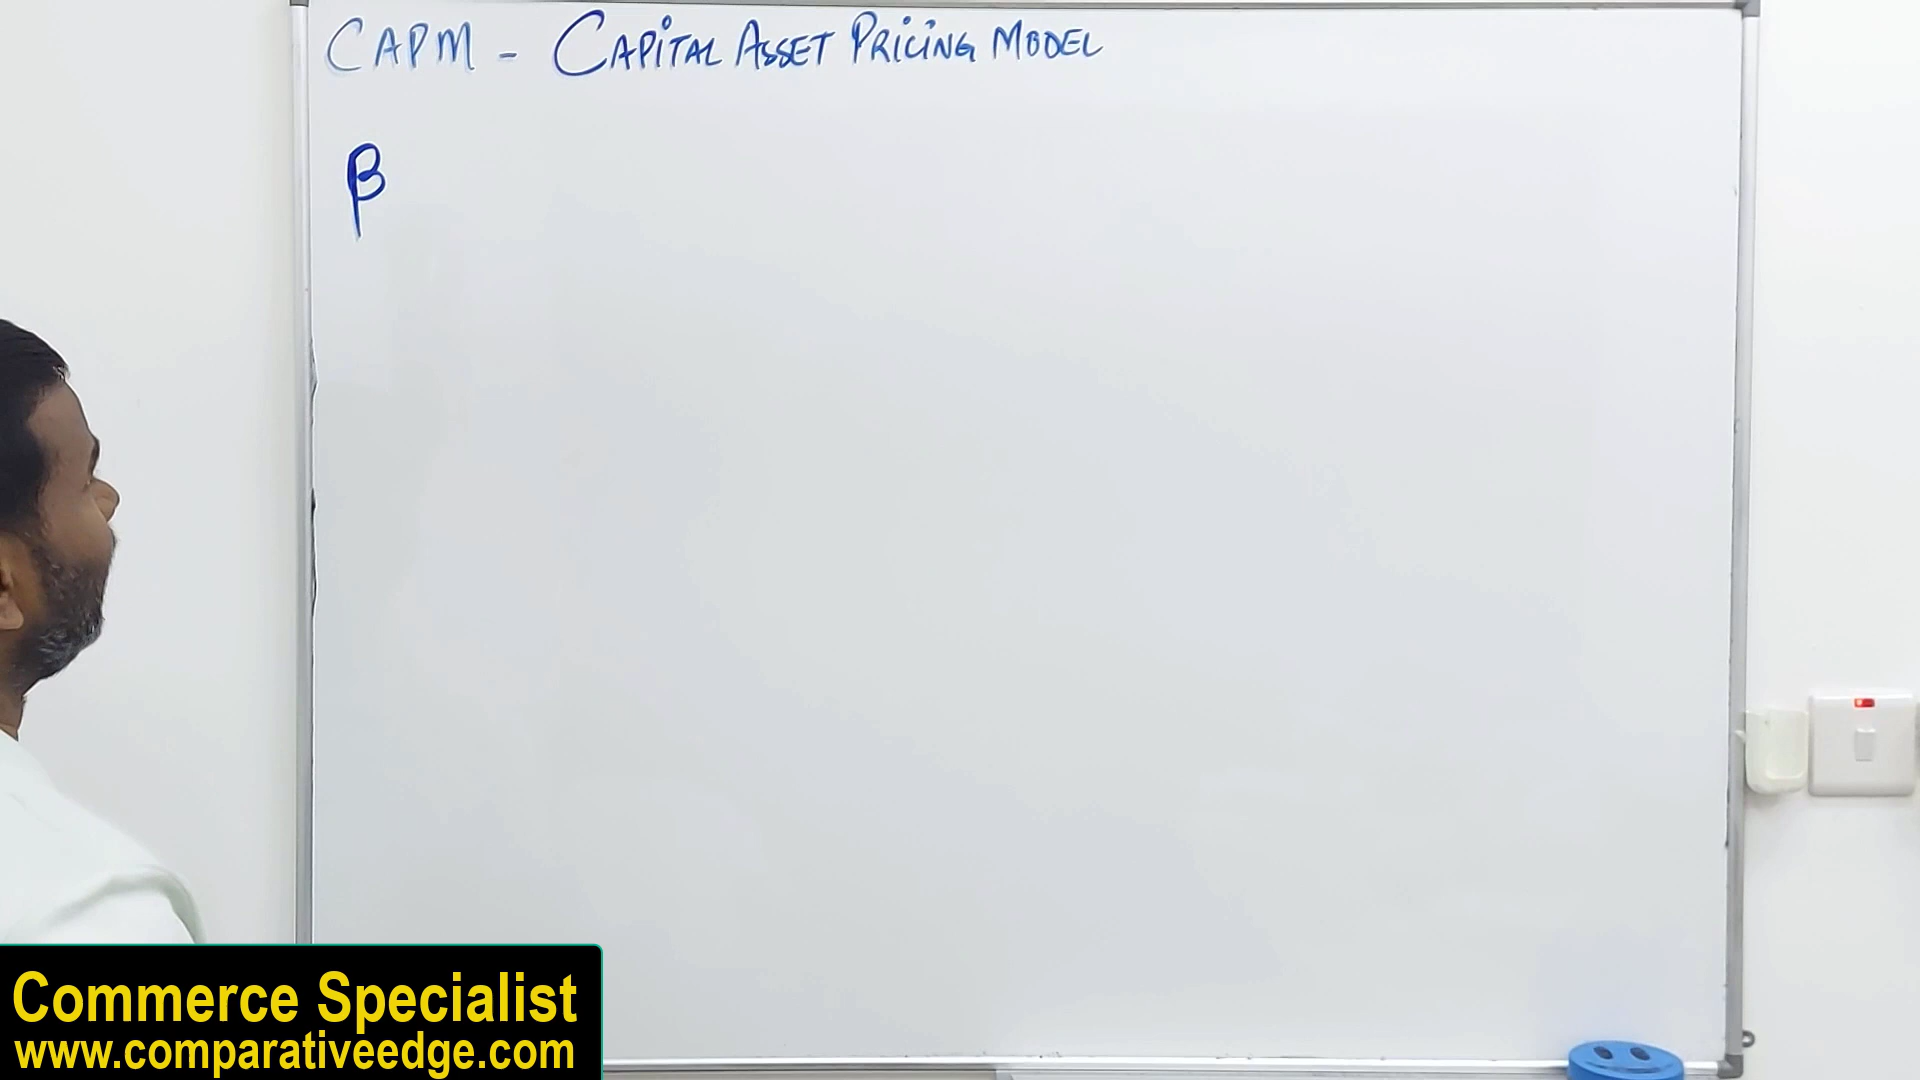 CAPM - CAPITAL ASSET PRICING MODEL
β
Commerce Specialist
www.comparativeedge.com